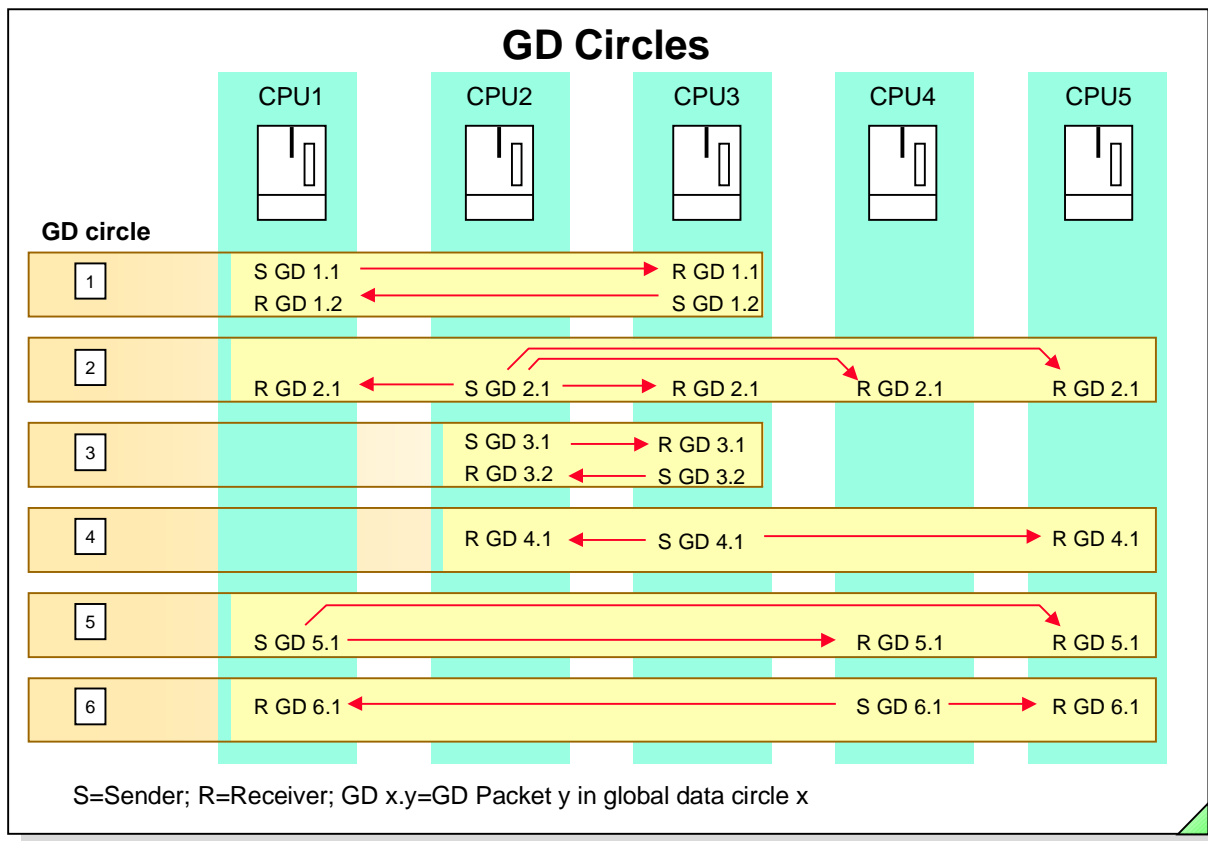 GD Circles
CPU1 CPU2 CPU3 CPU4 CPU5
GD circle
1
S GD 1.1 R GD 1.1
R GD 1.2 S GD 1.2
2
R GD 2.1 S GD 2.1 R GD 2.1 R GD 2.1 R GD 2.1
3
S GD 3.1 R GD 3.1
R GD 3.2 S GD 3.2
4
R GD 4.1 S GD 4.1 R GD 4.1
5
S GD 5.1 R GD 5.1 R GD 5.1
6
R GD 6.1 S GD 6.1 R GD 6.1
S=Sender; R=Receiver; GD x.y=GD Packet y in global data circle x